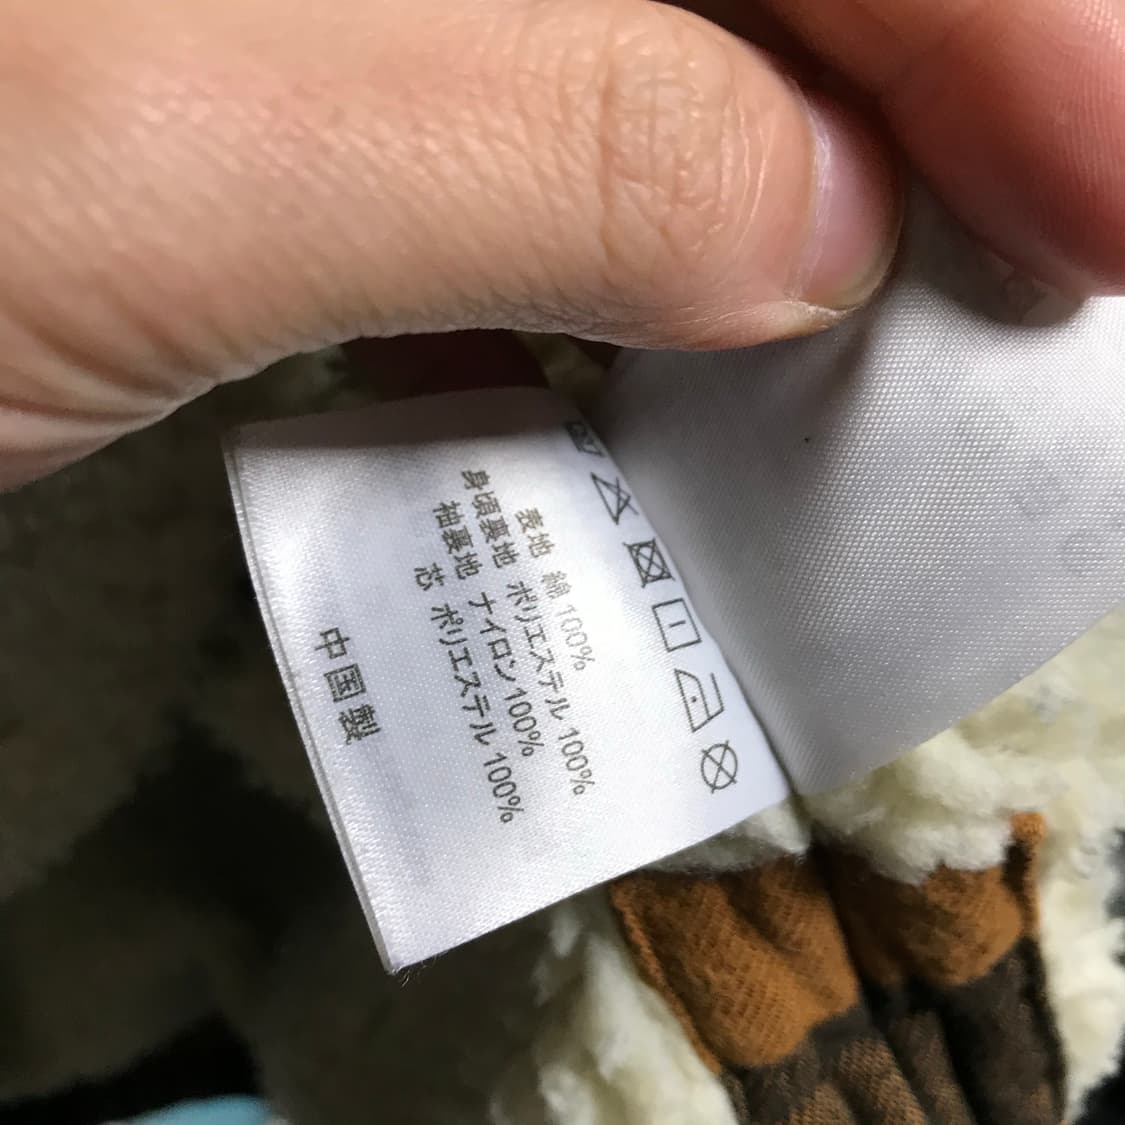 表地 綿 100%
身頃裏地 ポリエステル 100%
袖裏地 ナイロン 100%
芯 ポリエステル 100%
中国製